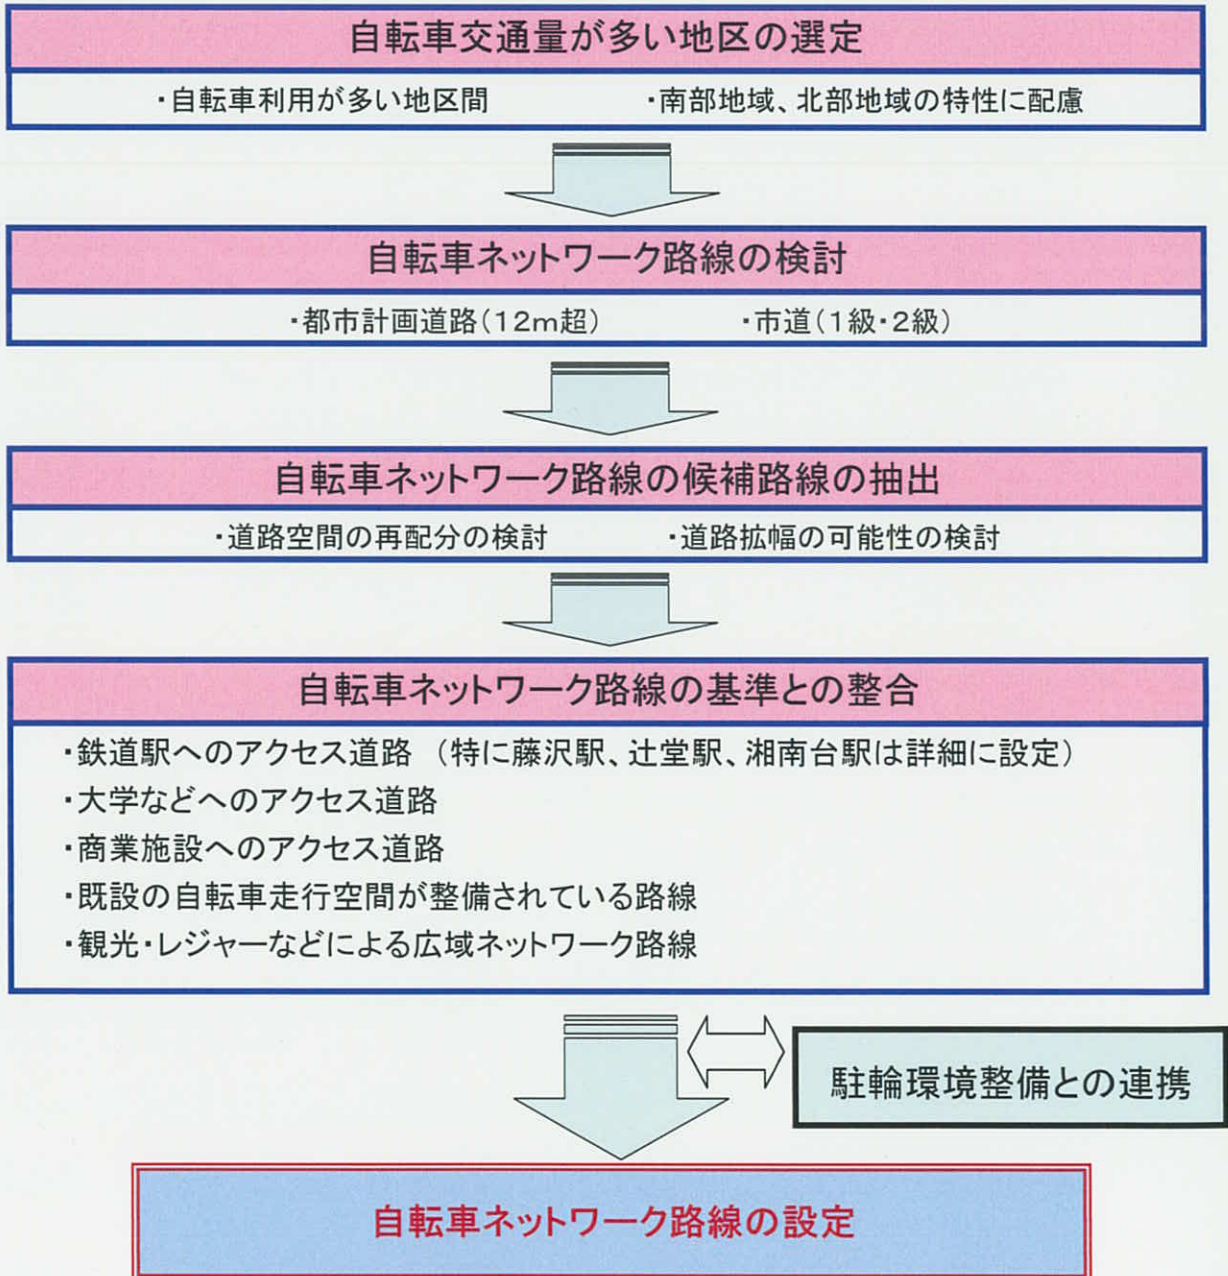 自転車交通量が多い地区の選定
・自転車利用が多い地区間　・南部地域、北部地域の特性に配慮
自転車ネットワーク路線の検討
・都市計画道路(12m超)　・市道(1級・2級)
自転車ネットワーク路線の候補路線の抽出
・道路空間の再配分の検討　・道路拡幅の可能性の検討
自転車ネットワーク路線の基準との整合
・鉄道駅へのアクセス道路 (特に藤沢駅、辻堂駅、湘南台駅は詳細に設定)
・大学などへのアクセス道路
・商業施設へのアクセス道路
・既設の自転車走行空間が整備されている路線
・観光・レジャーなどによる広域ネットワーク路線
駐輪環境整備との連携
自転車ネットワーク路線の設定